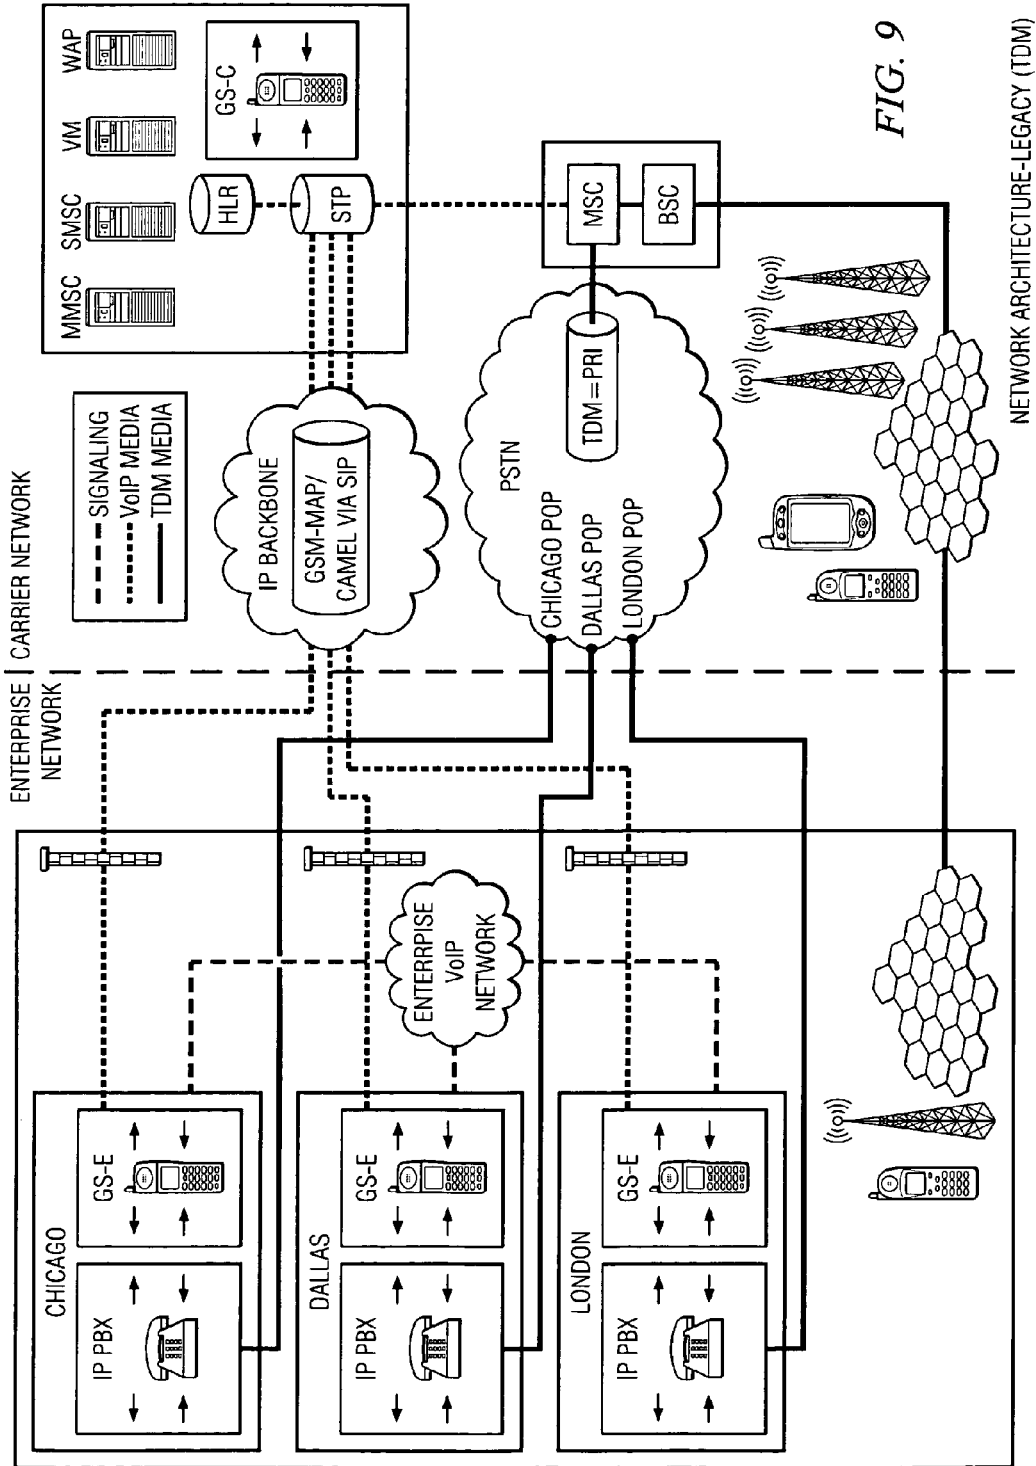 ENTERPRISE
NETWORK
CARRIER NETWORK
CHICAGO
IP PBX
GS-E
DALLAS
IP PBX
GS-E
LONDON
IP PBX
GS-E
ENTERRPISE
VoIP
NETWORK
SIGNALING
VoIP MEDIA
TDM MEDIA
IP BACKBONE
GSM-MAP/
CAMEL VIA SIP
CHICAGO POP
DALLAS POP
LONDON POP
PSTN
TDM=PRI
MMSC
SMSC
VM
WAP
HLR
STP
GS-C
MSC
BSC
FIG. 9
NETWORK ARCHITECTURE-LEGACY (TDM)